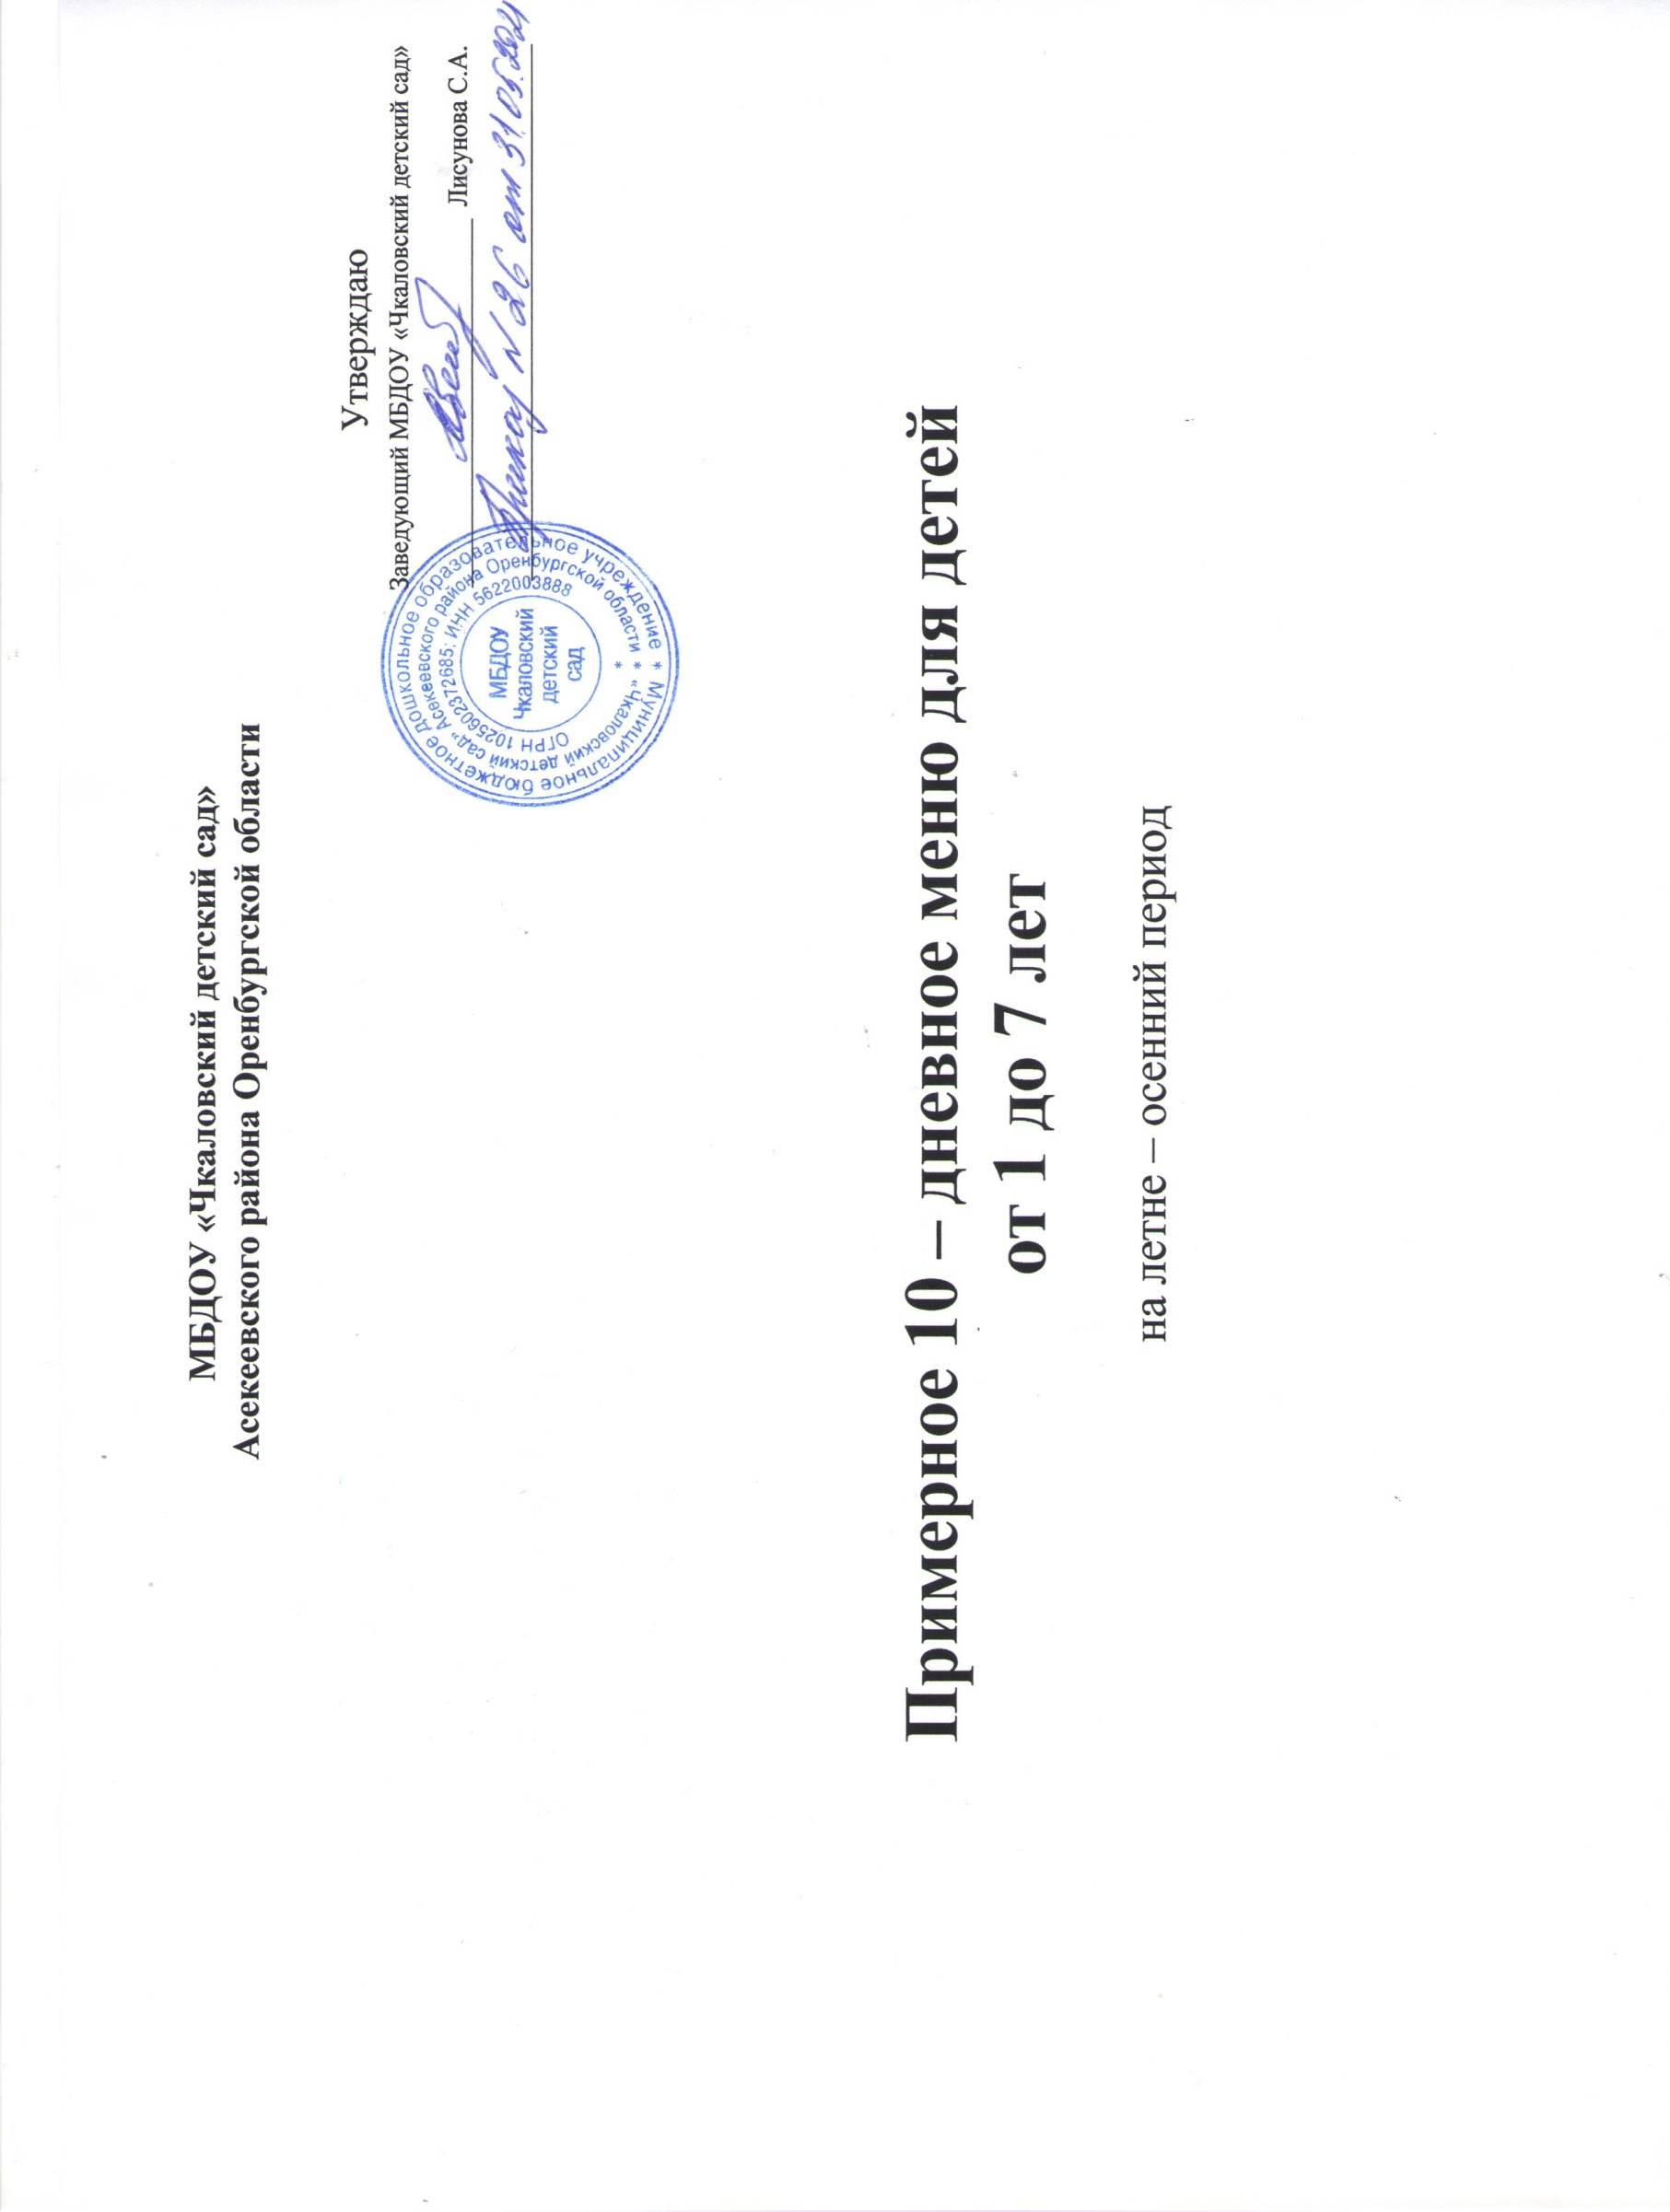 МБДОУ «Чкаловский детский сад»
Асекеевского района Оренбургской области
Утверждаю
Заведующий МБДОУ «Чкаловский детский сад»
Лисунова С.А.
Приказ N 26 от 31.05.2021
Муниципальное бюджетное дошкольное образовательное учреждение *
«Чкаловский детский сад» Асекеевского района Оренбургской области *
ОГРН 1025602372685; ИНН 5622003888 *
МБДОУ
Чкаловский
детский
сад
Примерное 10 – дневное меню для детей
от 1 до 7 лет
на летне – осенний период